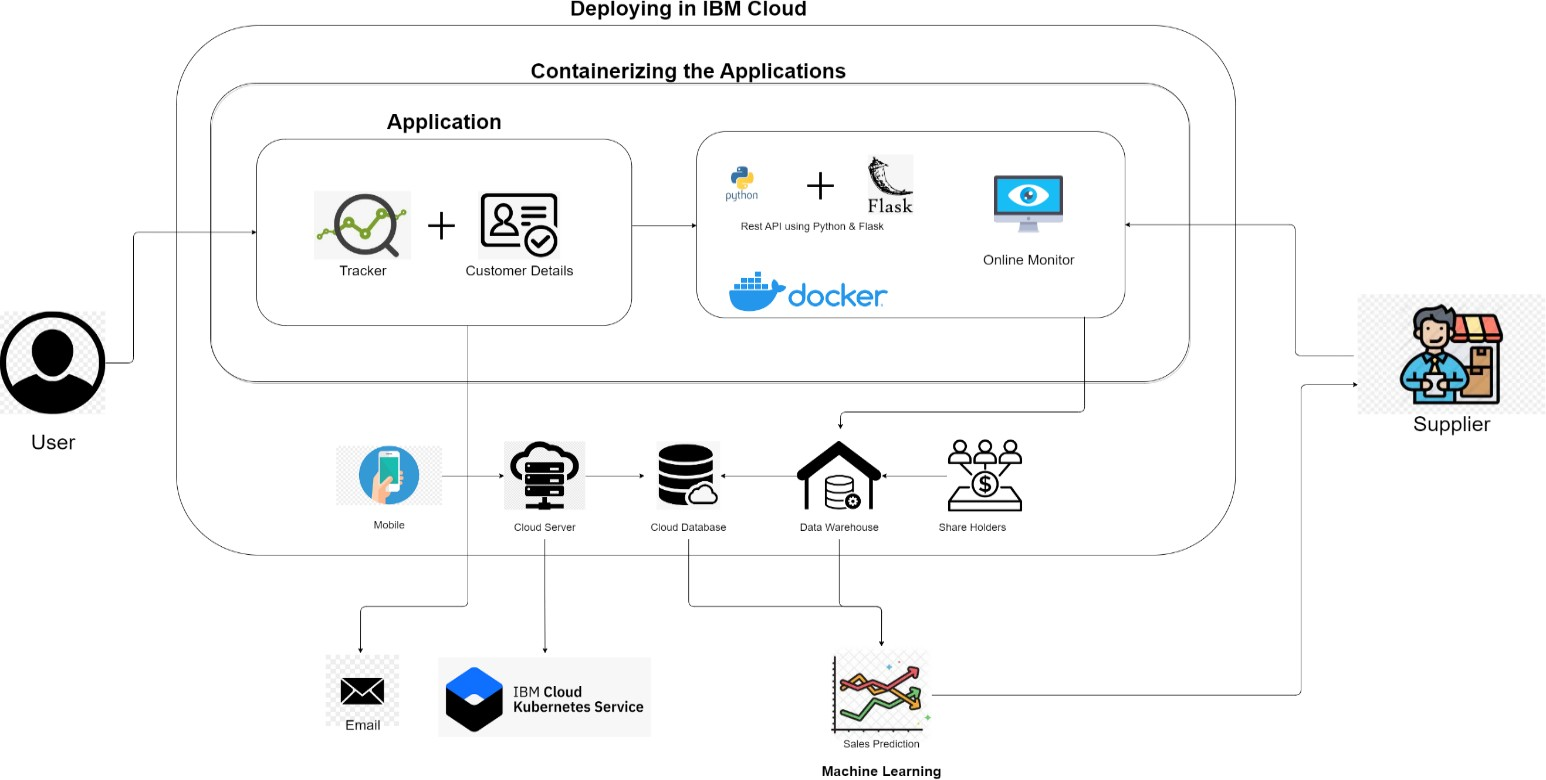 Deploying in IBM Cloud
Containerizing the Applications
Application
python
Flask
Rest API using Python & Flask
Tracker
Customer Details
Online Monitor
docker
User
Supplier
Mobile
Cloud Server
Cloud Database
Data Warehouse
Share Holders
$
Email
IBM Cloud
Kubernetes Service
Sales Prediction
Machine Learning